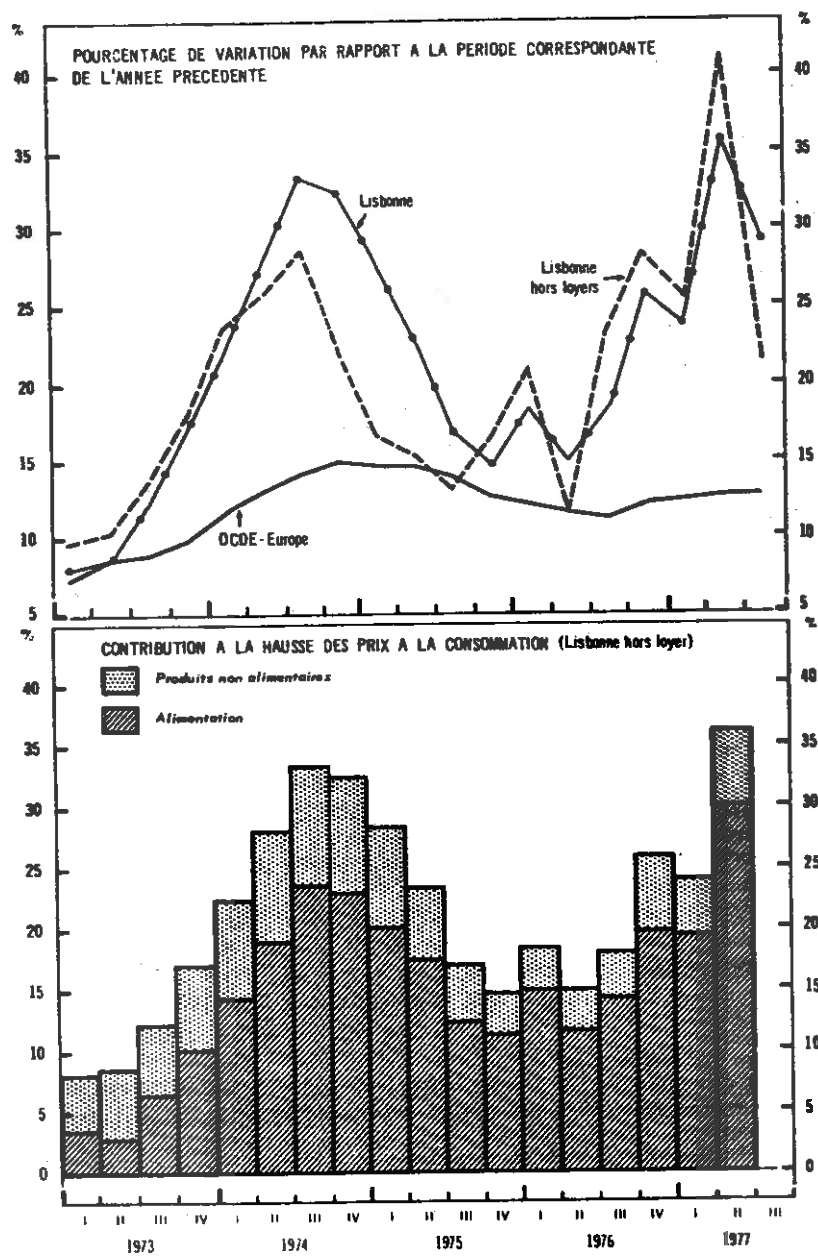 % %
POURCENTAGE DE VARIATION PAR RAPPORT A LA PERIODE CORRESPONDANTE
DE L'ANNEE PRECEDENTE
40 40
35 35
Lisbonne
30 30
Lisbonne
hors loyers
25 25
20 20
15 15
OCDE-Europe
10 10
5 5
% %
CONTRIBUTION A LA HAUSSE DES PRIX A LA CONSOMMATION (Lisbonne hors loyer)
Produits non alimentaires
40 40
Alimentation
35 35
30 30
25 25
20 20
15 15
10 10
5 5
0 0
I II III IV I II III IV I II III IV I II III IV I II III
1973 1974 1975 1976 1977